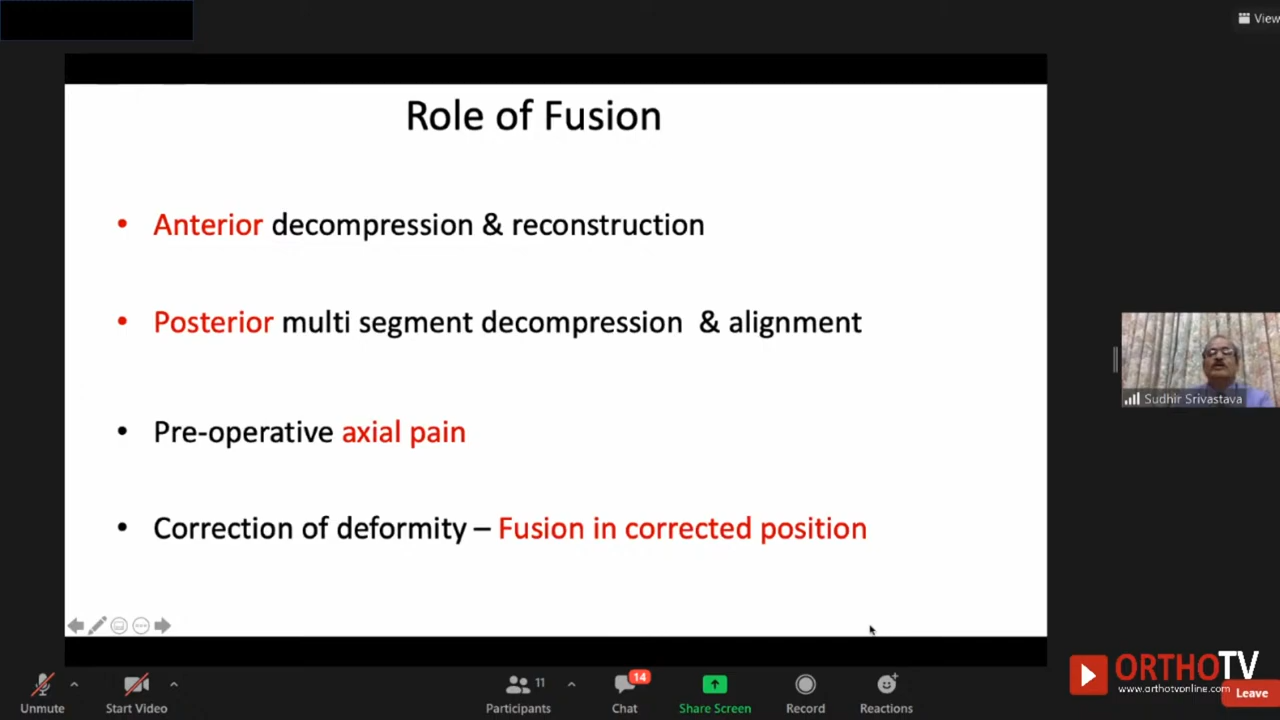 View
Role of Fusion
• Anterior decompression & reconstruction
• Posterior multi segment decompression & alignment
• Pre-operative axial pain
• Correction of deformity – Fusion in corrected position
Sudhir Srivastava
ORTHOTV
www.orthotvonline.com
Unmute
Start Video
11
Participants
14
Chat
Share Screen
Record
Reactions
Leave